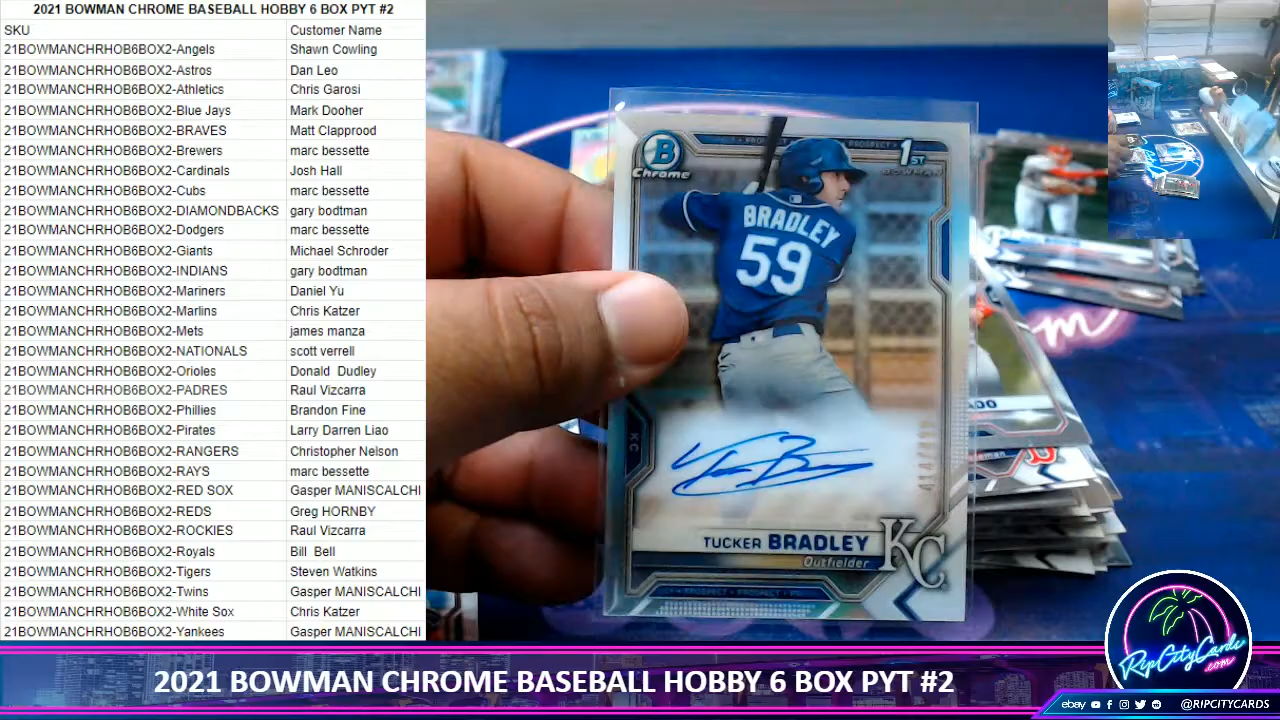 2021 BOWMAN CHROME BASEBALL HOBBY 6 BOX PYT #2
SKU Customer Name
21BOWMANCHRHOB6BOX2-Angels Shawn Cowling
21BOWMANCHRHOB6BOX2-Astros Dan Leo
21BOWMANCHRHOB6BOX2-Athletics Chris Garosi
21BOWMANCHRHOB6BOX2-Blue Jays Mark Dooher
21BOWMANCHRHOB6BOX2-BRAVES Matt Clapprood
21BOWMANCHRHOB6BOX2-Brewers marc bessette
21BOWMANCHRHOB6BOX2-Cardinals Josh Hall
21BOWMANCHRHOB6BOX2-Cubs marc bessette
21BOWMANCHRHOB6BOX2-DIAMONDBACKS gary bodtman
21BOWMANCHRHOB6BOX2-Dodgers marc bessette
21BOWMANCHRHOB6BOX2-Giants Michael Schroder
21BOWMANCHRHOB6BOX2-INDIANS gary bodtman
21BOWMANCHRHOB6BOX2-Mariners Daniel Yu
21BOWMANCHRHOB6BOX2-Marlins Chris Katzer
21BOWMANCHRHOB6BOX2-Mets james manza
21BOWMANCHRHOB6BOX2-NATIONALS scott verrell
21BOWMANCHRHOB6BOX2-Orioles Donald Dudley
21BOWMANCHRHOB6BOX2-PADRES Raul Vizcarra
21BOWMANCHRHOB6BOX2-Phillies Brandon Fine
21BOWMANCHRHOB6BOX2-Pirates Larry Darren Liao
21BOWMANCHRHOB6BOX2-RANGERS Christopher Nelson
21BOWMANCHRHOB6BOX2-RAYS marc bessette
21BOWMANCHRHOB6BOX2-RED SOX Gasper MANISCALCHI
21BOWMANCHRHOB6BOX2-REDS Greg HORNBY
21BOWMANCHRHOB6BOX2-ROCKIES Raul Vizcarra
21BOWMANCHRHOB6BOX2-Royals Bill Bell
21BOWMANCHRHOB6BOX2-Tigers Steven Watkins
21BOWMANCHRHOB6BOX2-Twins Gasper MANISCALCHI
21BOWMANCHRHOB6BOX2-White Sox Chris Katzer
21BOWMANCHRHOB6BOX2-Yankees Gasper MANISCALCHI
B Chrome
PROSPECT
1ST BOWMAN
BRADLEY
59
KC
TUCKER BRADLEY
Outfielder
KC
PROSPECT PROSPECT
RipCityCards.com
2021 BOWMAN CHROME BASEBALL HOBBY 6 BOX PYT #2
ebay @RIPCITYCARDS